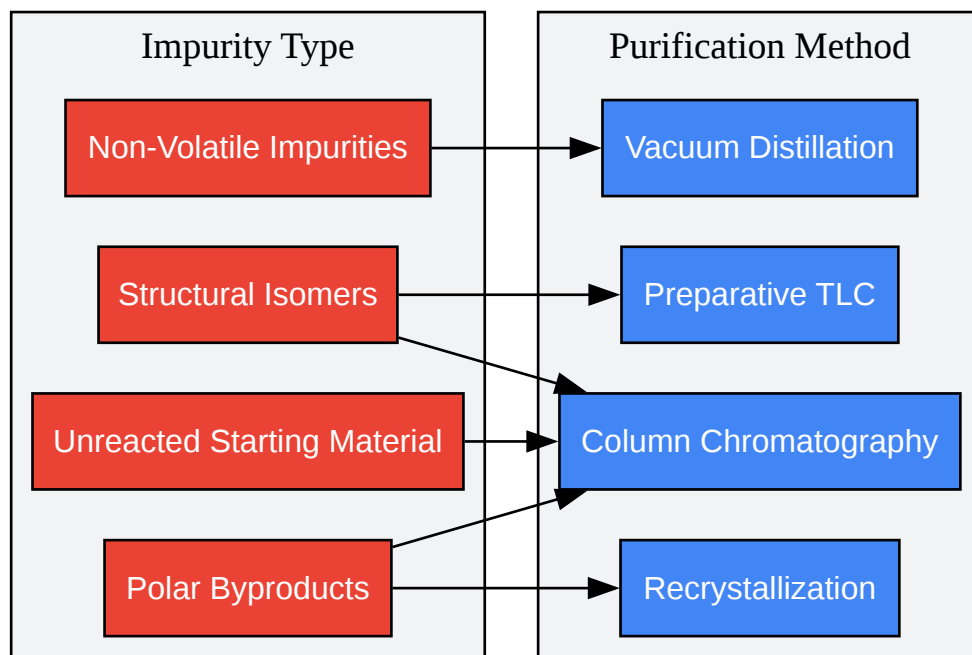 Impurity Type
Non-Volatile Impurities
Structural Isomers
Unreacted Starting Material
Polar Byproducts
Purification Method
Vacuum Distillation
Preparative TLC
Column Chromatography
Recrystallization